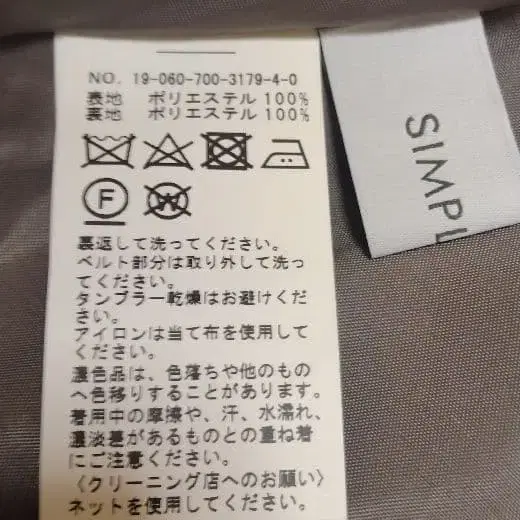 NO. 19-060-700-3179-4-0
表地 ポリエステル 100%
裏地 ポリエステル 100%
F
W
裏返して洗ってください。
ベルト部分は取り外して洗っ
てください。
タンブラー乾燥はお避けくだ
さい。
アイロンは当て布を使用して
ください。
濃色品は、色落ちや他のもの
へ色移りすることがあります。
着用中の摩擦や、汗、水濡れ、
濃淡差があるものとの重ね着
にご注意ください。
〈クリーニング店へのお願い〉
ネットを使用してください。
SIMPL